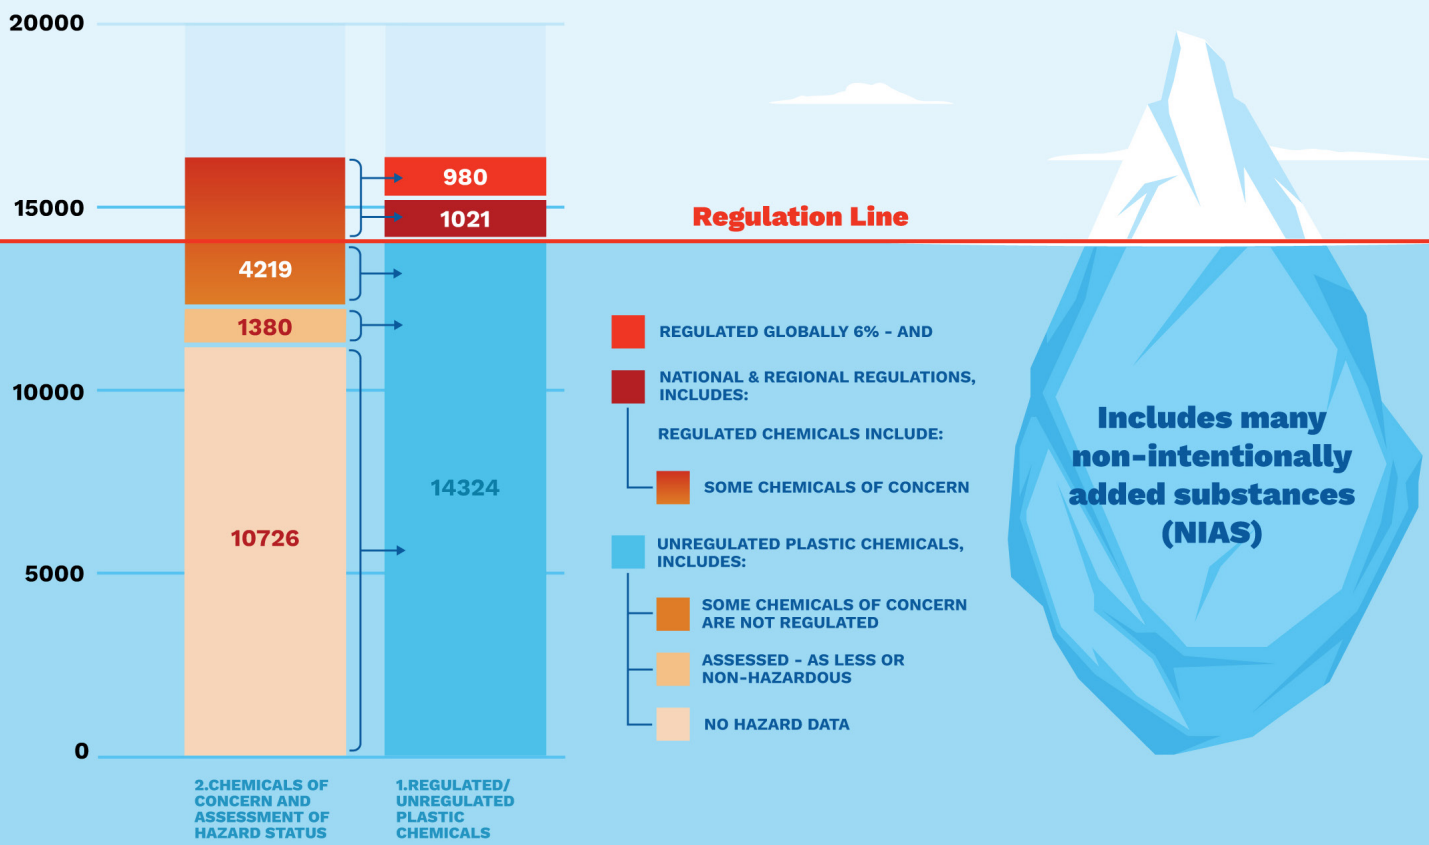 20000
15000
10000
5000
0
4219
1380
10726
980
1021
14324
2.CHEMICALS OF
CONCERN AND
ASSESSMENT OF
HAZARD STATUS
1.REGULATED/
UNREGULATED
PLASTIC
CHEMICALS
Regulation Line
REGULATED GLOBALLY 6% - AND
NATIONAL & REGIONAL REGULATIONS,
INCLUDES:
REGULATED CHEMICALS INCLUDE:
SOME CHEMICALS OF CONCERN
UNREGULATED PLASTIC CHEMICALS,
INCLUDES:
SOME CHEMICALS OF CONCERN
ARE NOT REGULATED
ASSESSED - AS LESS OR
NON-HAZARDOUS
NO HAZARD DATA
Includes many
non-intentionally
added substances
(NIAS)